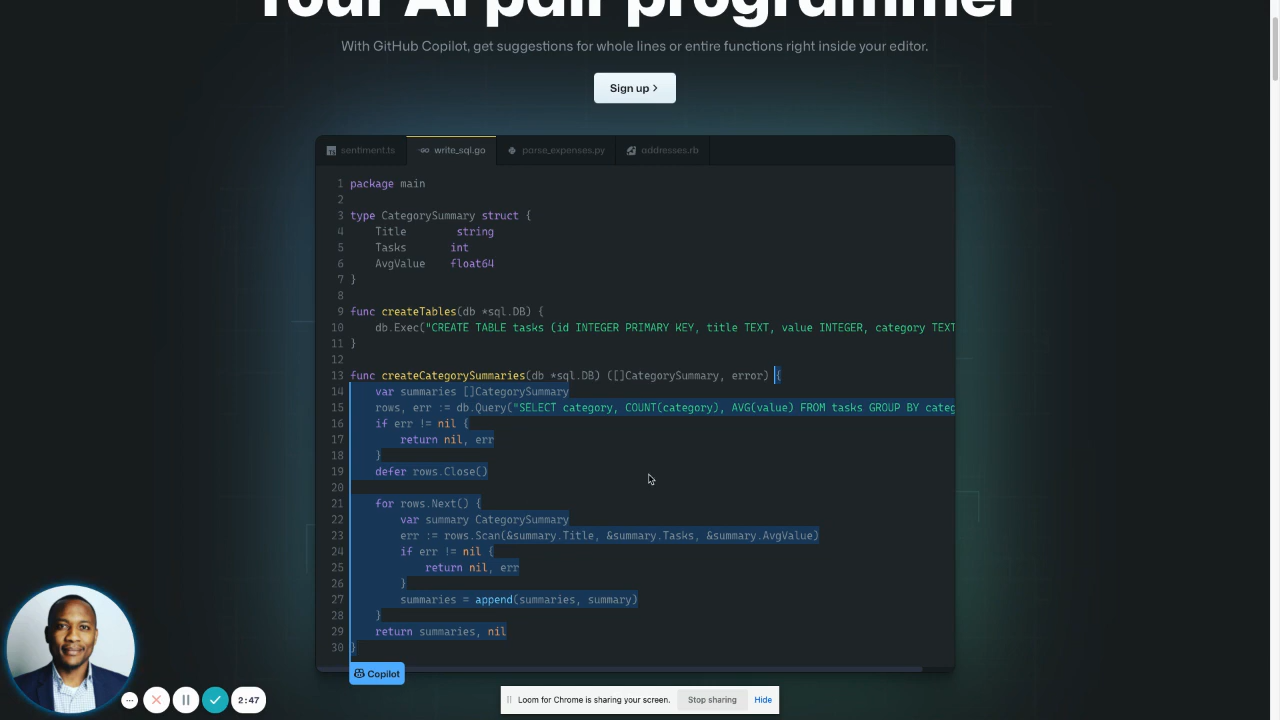 Your AI pair programmer
With GitHub Copilot, get suggestions for whole lines or entire functions right inside your editor.
Sign up >
sentiment.ts write_sql.go parse_expenses.py addresses.rb
1 package main
2
3 type CategorySummary struct {
4 Title string
5 Tasks int
6 AvgValue float64
7 }
8
9 func createTables(db *sql.DB) {
10 db.Exec("CREATE TABLE tasks (id INTEGER PRIMARY KEY, title TEXT, value INTEGER, category TEXT
11 }
12
13 func createCategorySummaries(db *sql.DB) ([]CategorySummary, error) {
14 var summaries []CategorySummary
15 rows, err := db.Query("SELECT category, COUNT(category), AVG(value) FROM tasks GROUP BY categ
16 if err != nil {
17 return nil, err
18 }
19 defer rows.Close()
20
21 for rows.Next() {
22 var summary CategorySummary
23 err := rows.Scan(&summary.Title, &summary.Tasks, &summary.AvgValue)
24 if err != nil {
25 return nil, err
26 }
27 summaries = append(summaries, summary)
28 }
29 return summaries, nil
30 }
Copilot
2:47
Loom for Chrome is sharing your screen. Stop sharing Hide